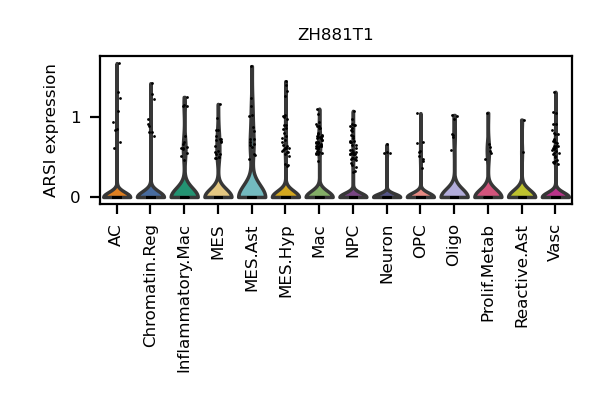 ZH881T1
ARSI expression
1
0
AC
Chromatin.Reg
Inflammatory.Mac
MES
MES.Ast
MES.Hyp
Mac
NPC
Neuron
OPC
Oligo
Prolif.Metab
Reactive.Ast
Vasc